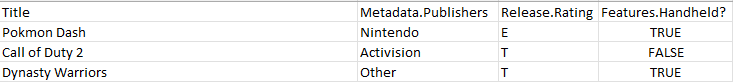 Title Metadata.Publishers Release.Rating Features.Handheld?
Pokmon Dash Nintendo E TRUE
Call of Duty 2 Activision T FALSE
Dynasty Warriors Other T TRUE